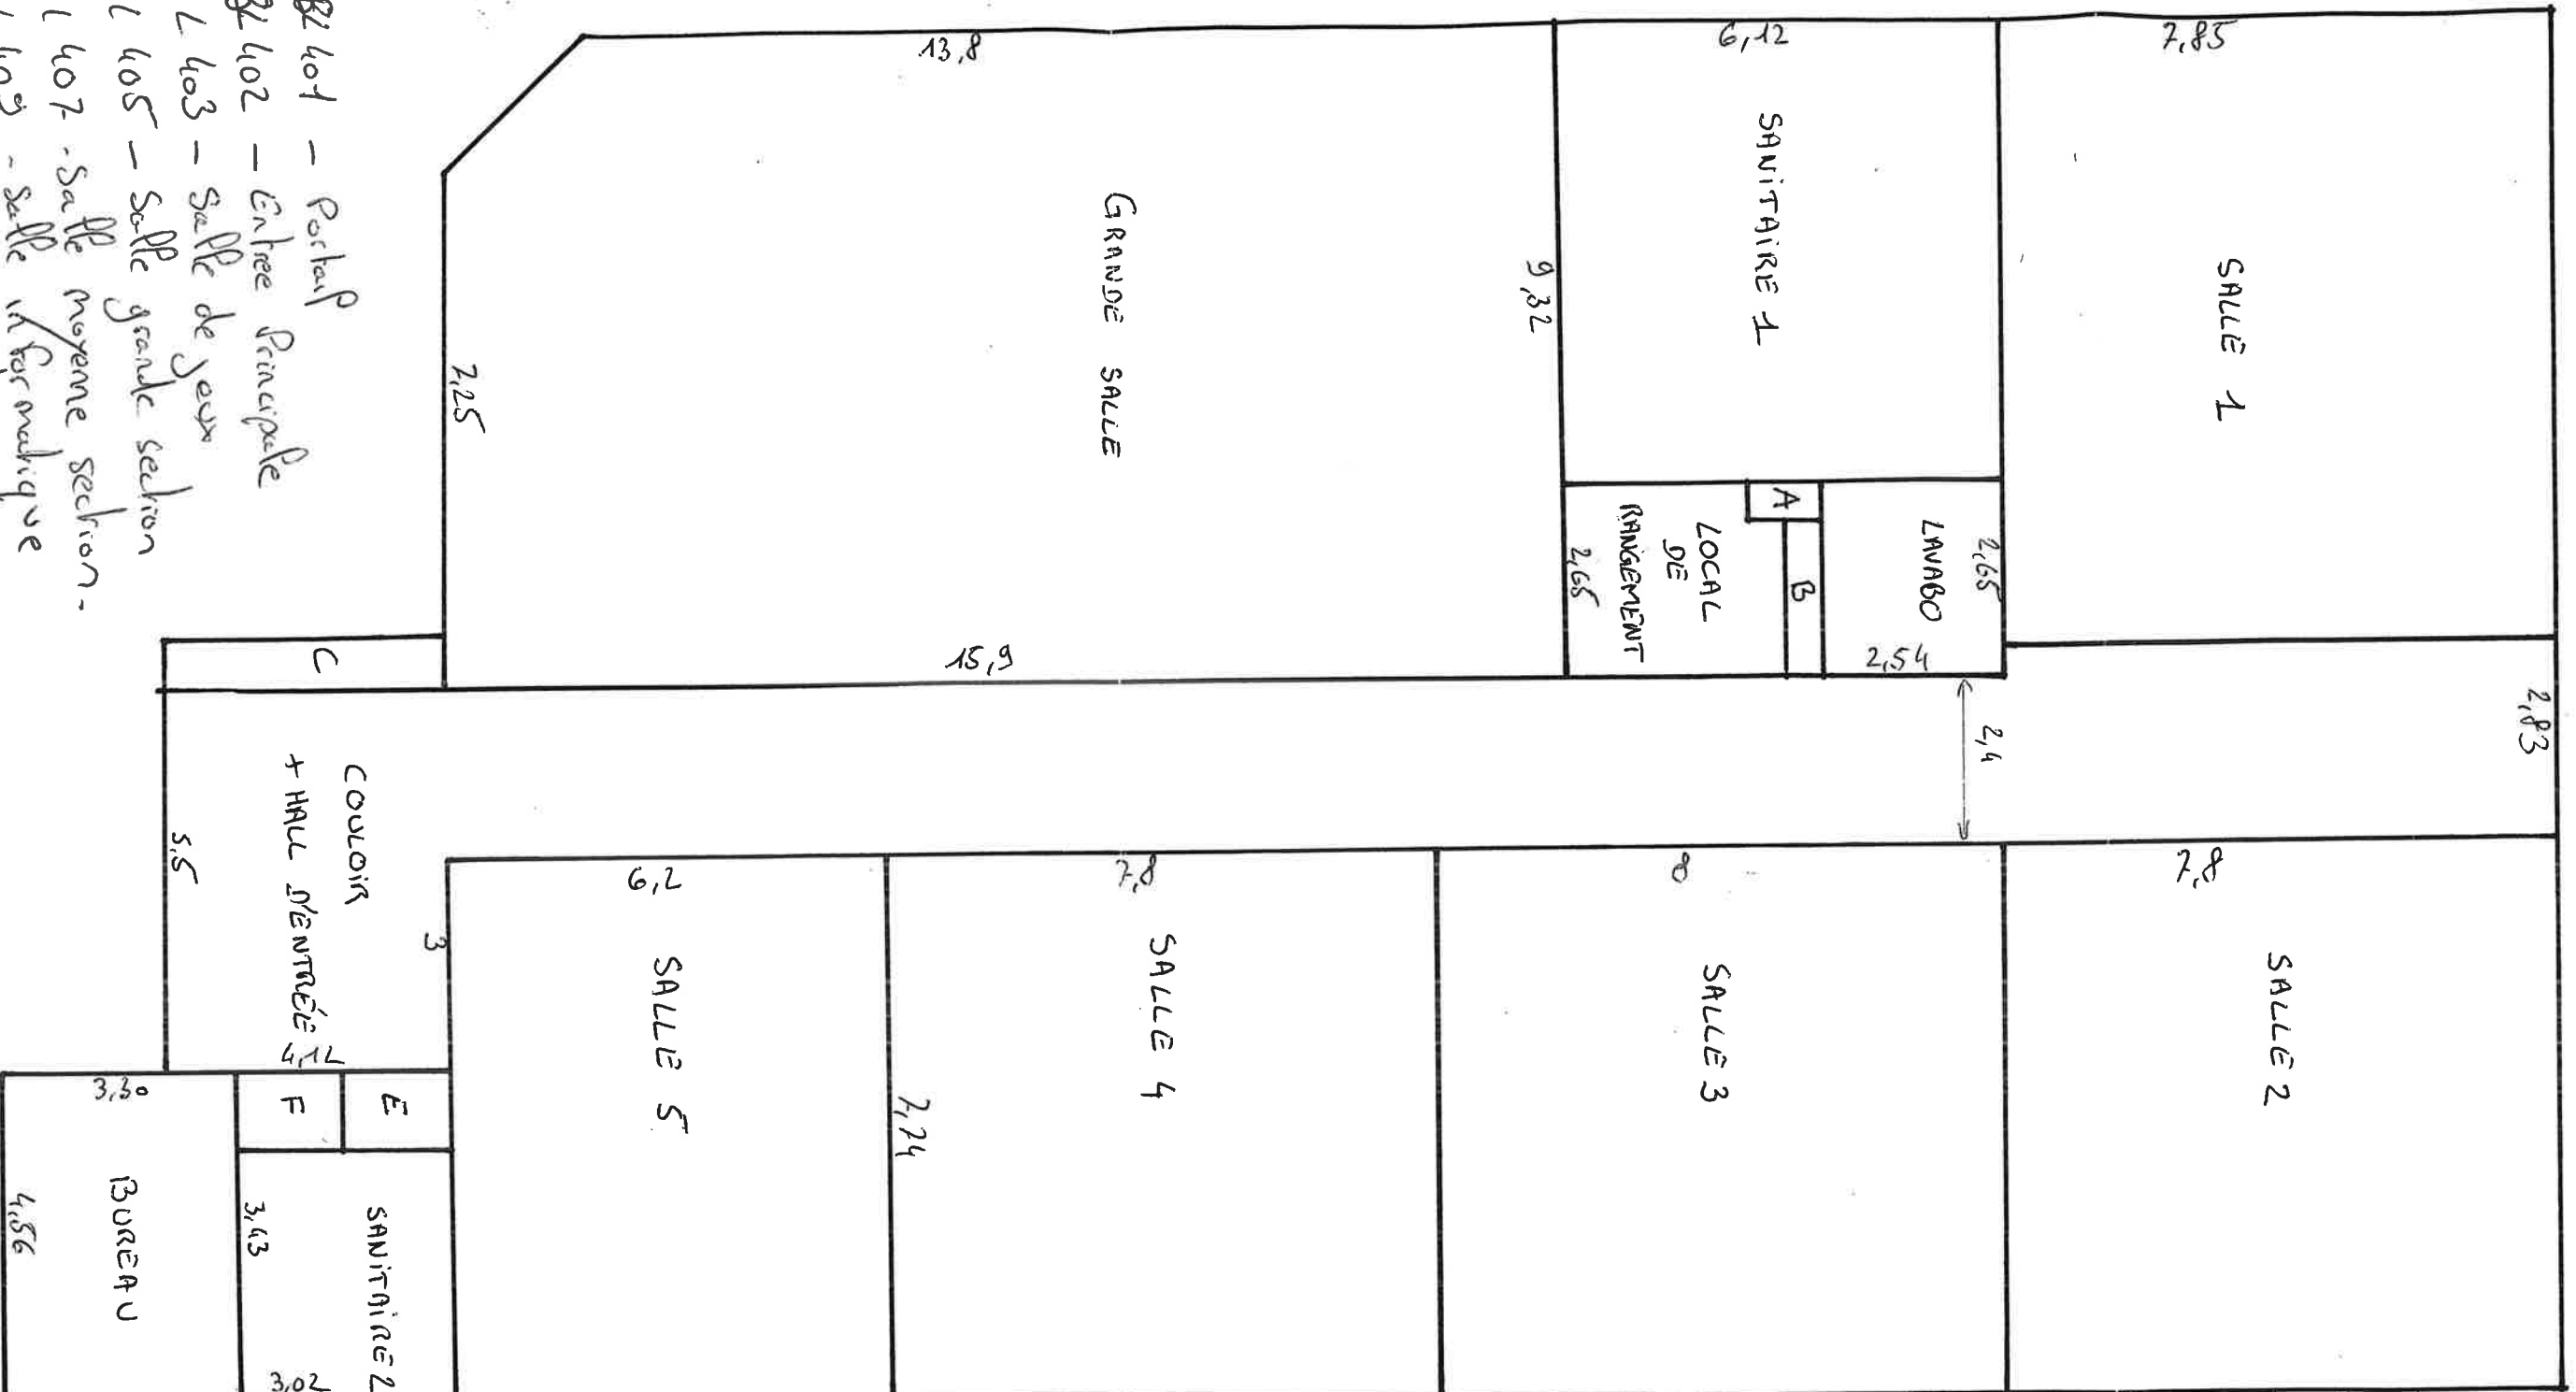 401 - Portail
402 - Entrée Principale
L 403 - Salle de jeux
L 405 - Salle grande section
407 - Salle moyenne section -
- Salle informatique
13,8
6,12
7,85
GRANDE SALLE
SANITAIRE 1
SALLE 1
9,32
7,25
A
B
LOCAL
DE
RANGEMENT
2,65
LAVABO
2,65
2,54
15,9
C
2,4
2,83
COULOIR
+ HALL D'ENTRÉE
5,5
3
4,12
6,2
7,8
8
7,8
SALLE 5
SALLE 4
SALLE 3
SALLE 2
7,24
3,30
F
E
BUREAU
4,86
3,43
SANITAIRE 2
3,02